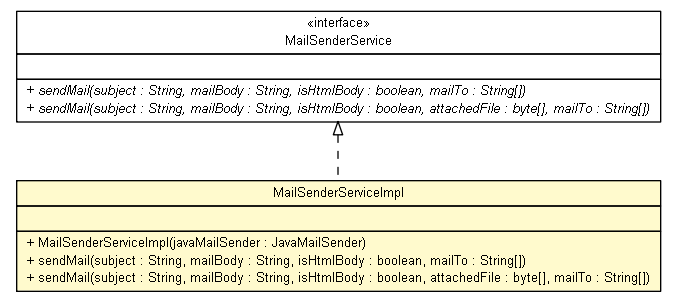 «interface»
MailSenderService
+ sendMail(subject : String, mailBody : String, isHtmlBody : boolean, mailTo : String[])
+ sendMail(subject : String, mailBody : String, isHtmlBody : boolean, attachedFile : byte[], mailTo : String[])
MailSenderServiceImpl
+ MailSenderServiceImpl(javaMailSender : JavaMailSender)
+ sendMail(subject : String, mailBody : String, isHtmlBody : boolean, mailTo : String[])
+ sendMail(subject : String, mailBody : String, isHtmlBody : boolean, attachedFile : byte[], mailTo : String[])